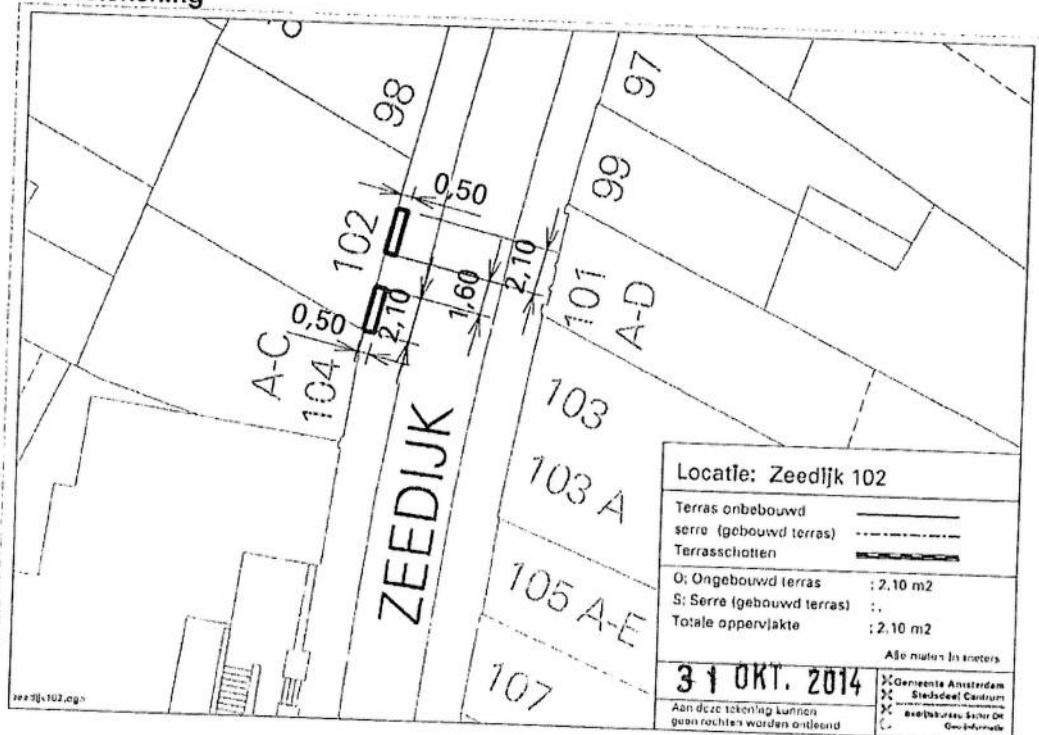 98
97
99
0,50
102
2,10
1,60
101
A-D
0,50
2,10
A-C
104
103
103 A
ZEEDIJK
105 A-E
107
Locatie: Zeedijk 102
Terras onbebouwd
serre (gebouwd terras)
Terrasschotten
O: Ongebouwd terras : 2,10 m2
S: Serre (gebouwd terras) : ,
Totale oppervlakte : 2,10 m2
Alle maten in meters
31 OKT. 2014
Aan deze tekening kunnen
geen rechten worden ontleend
Gemeente Amsterdam
Stadsdeel Centrum
Geo-informatie
zeedijk102.dgn